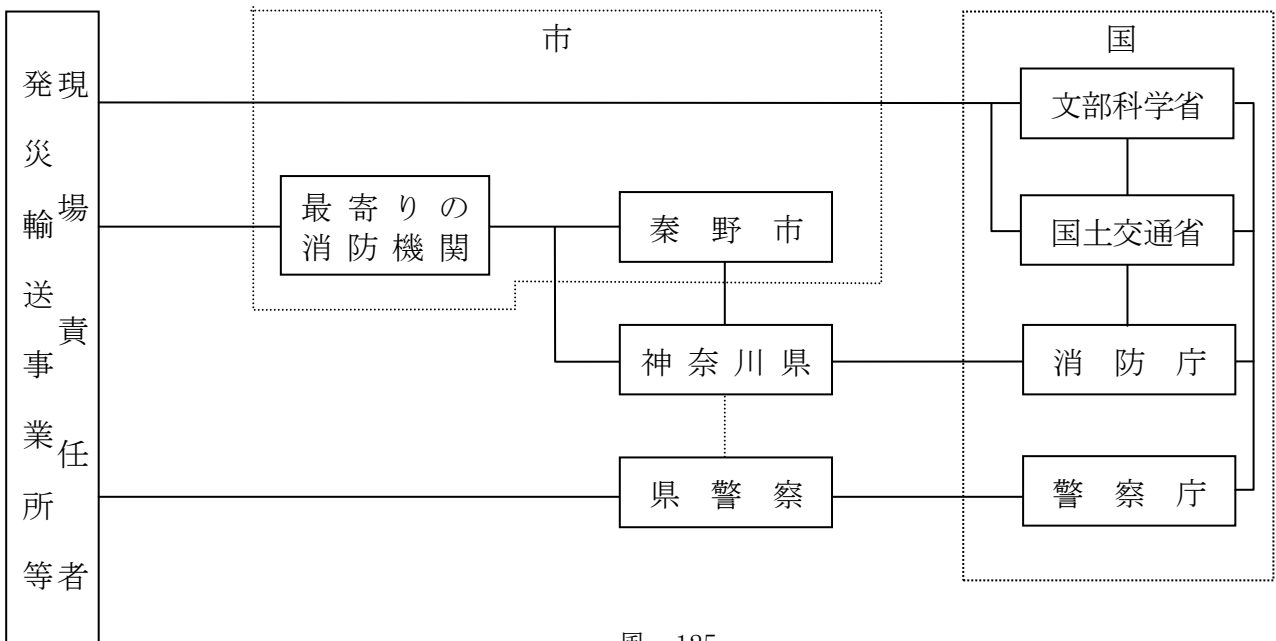 発災輸送事業所等
現場責任者
市
国
文部科学省
最寄りの
消防機関
秦野市
国土交通省
神奈川県
消防庁
県警察
警察庁
- 125